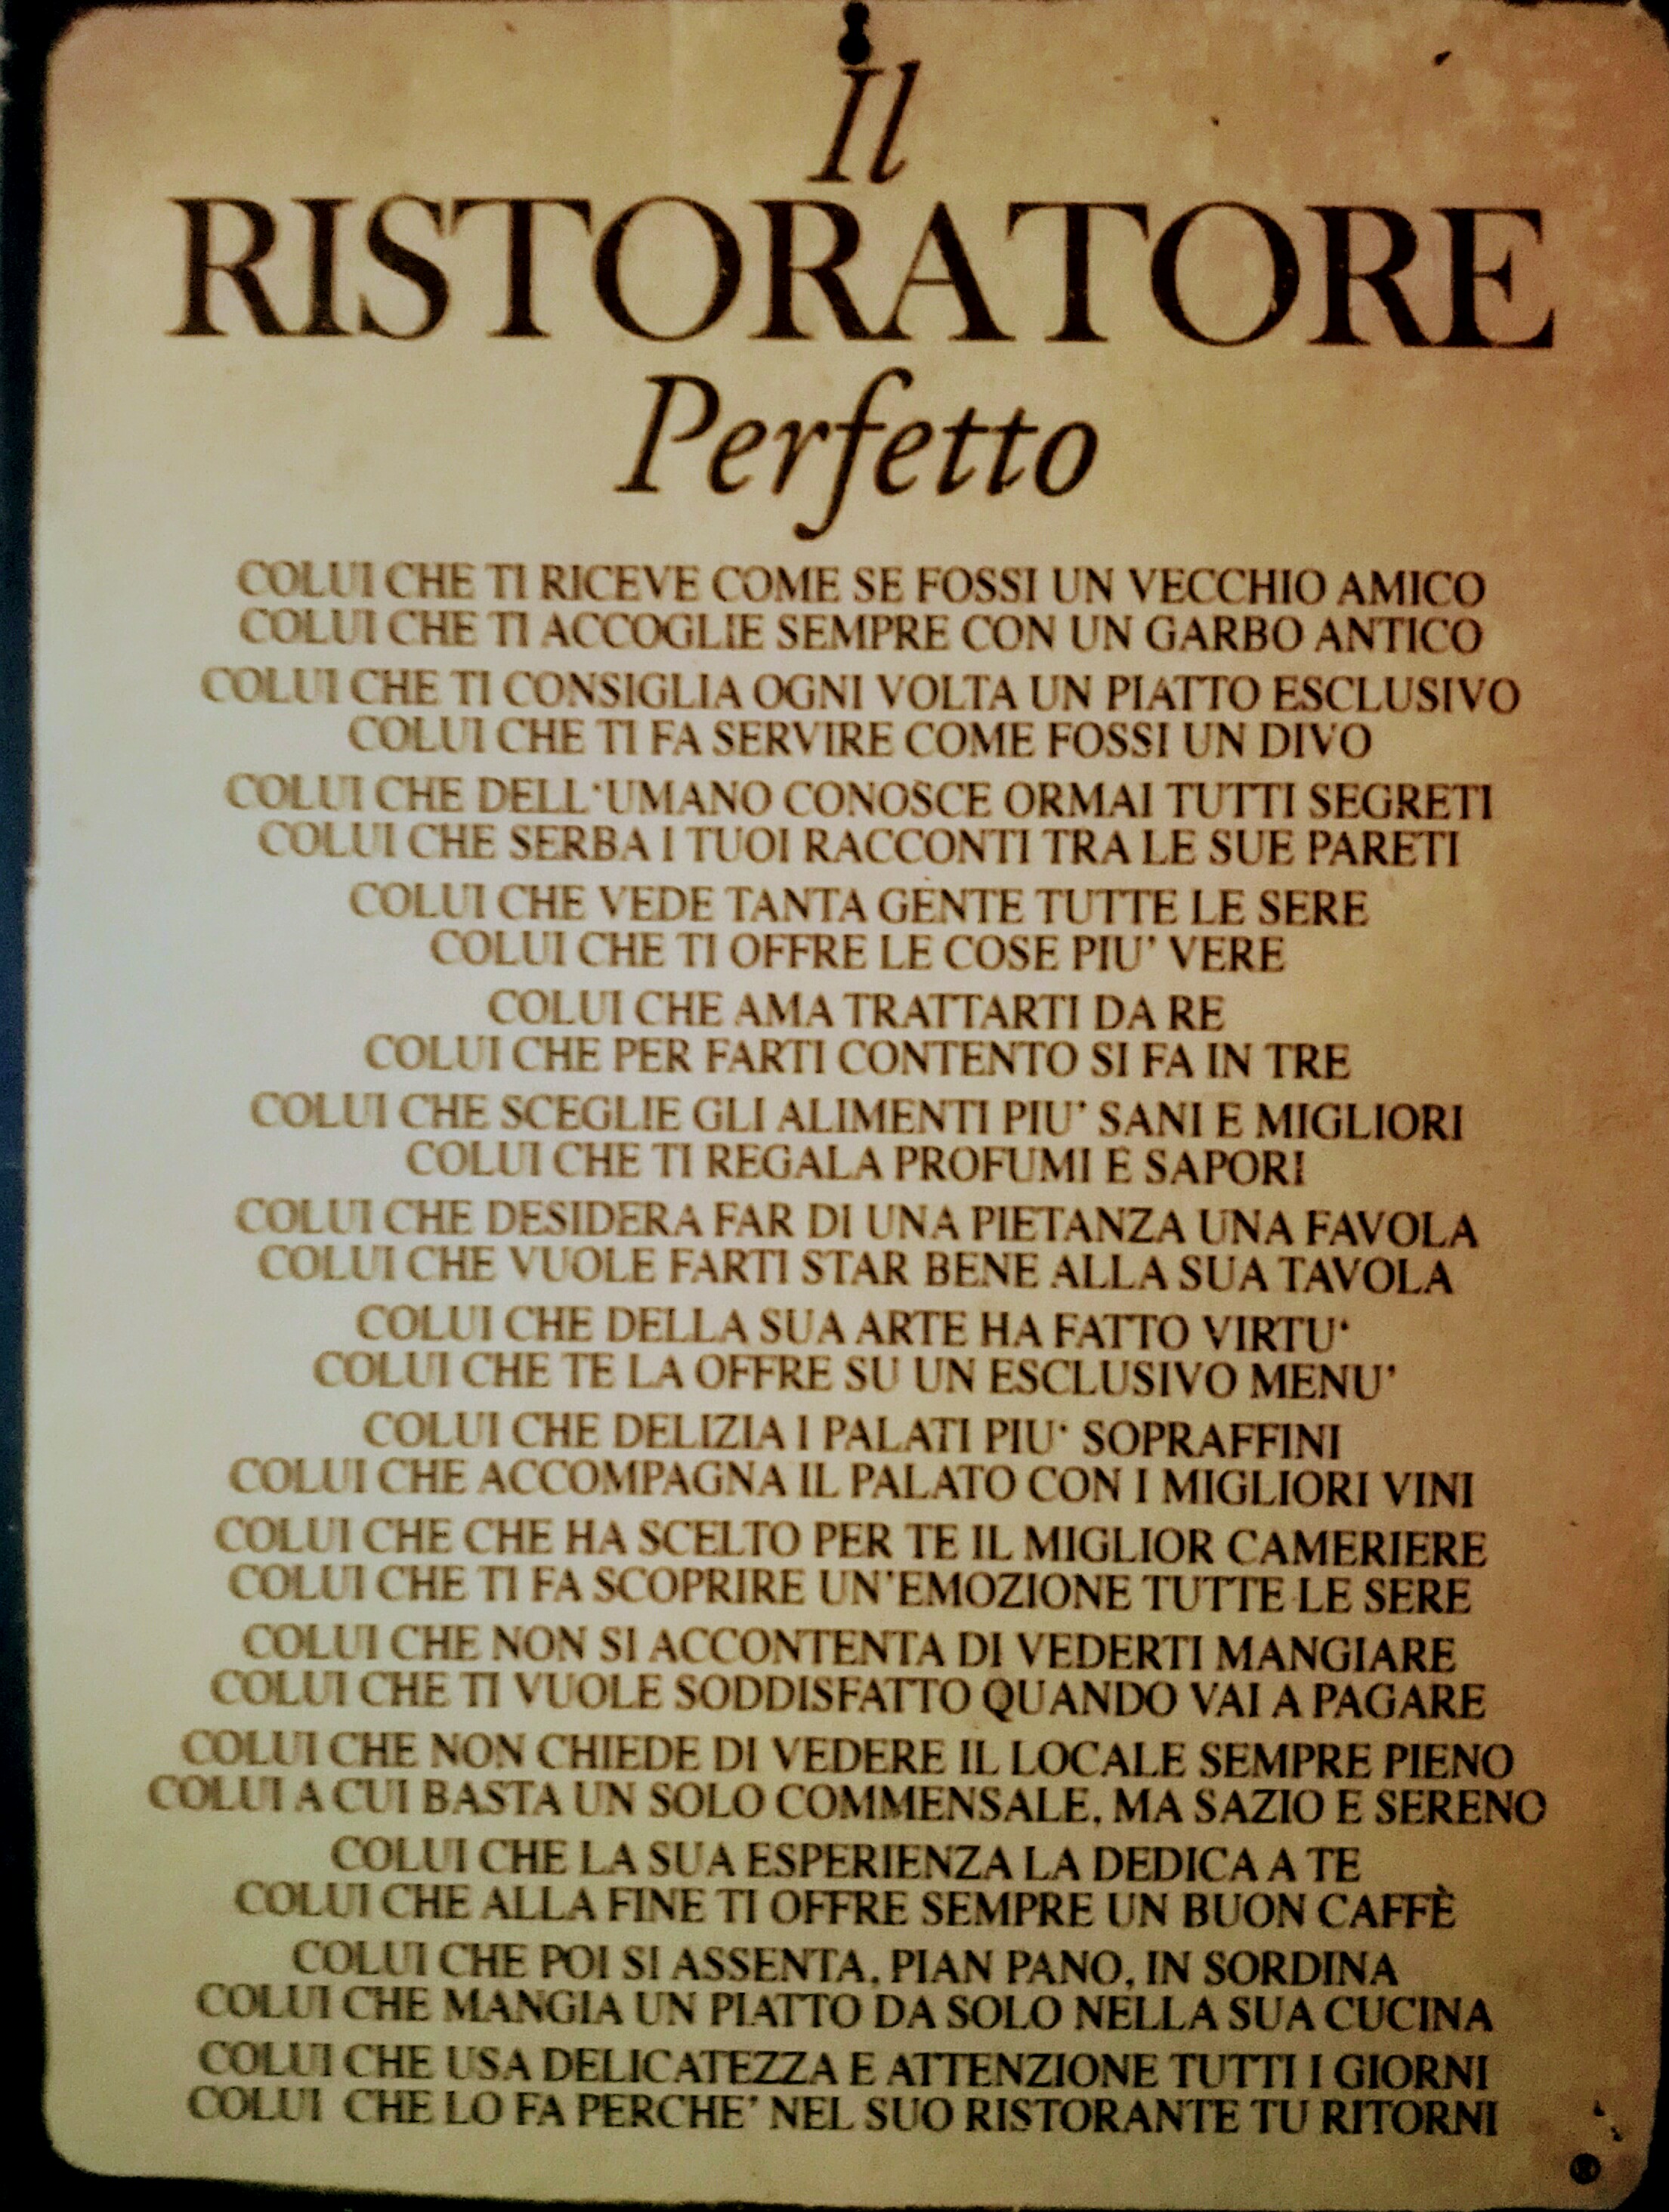 Il
RISTORATORE
Perfetto
COLUI CHE TI RICEVE COME SE FOSSI UN VECCHIO AMICO
COLUI CHE TI ACCOGLIE SEMPRE CON UN GARBO ANTICO
COLUI CHE TI CONSIGLIA OGNI VOLTA UN PIATTO ESCLUSIVO
COLUI CHE TI FA SERVIRE COME FOSSI UN DIVO
COLUI CHE DELL'UMANO CONOSCE ORMAI TUTTI SEGRETI
COLUI CHE SERBA I TUOI RACCONTI TRA LE SUE PARETI
COLUI CHE VEDE TANTA GENTE TUTTE LE SERE
COLUI CHE TI OFFRE LE COSE PIU' VERE
COLUI CHE AMA TRATTARTI DA RE
COLUI CHE PER FARTI CONTENTO SI FA IN TRE
COLUI CHE SCEGLIE GLI ALIMENTI PIU' SANI E MIGLIORI
COLUI CHE TI REGALA PROFUMI E SAPORI
COLUI CHE DESIDERA FAR DI UNA PIETANZA UNA FAVOLA
COLUI CHE VUOLE FARTI STAR BENE ALLA SUA TAVOLA
COLUI CHE DELLA SUA ARTE HA FATTO VIRTU'
COLUI CHE TE LA OFFRE SU UN ESCLUSIVO MENU'
COLUI CHE DELIZIA I PALATI PIU' SOPRAFFINI
COLUI CHE ACCOMPAGNA IL PALATO CON I MIGLIORI VINI
COLUI CHE CHE HA SCELTO PER TE IL MIGLIOR CAMERIERE
COLUI CHE TI FA SCOPRIRE UN'EMOZIONE TUTTE LE SERE
COLUI CHE NON SI ACCONTENTA DI VEDERTI MANGIARE
COLUI CHE TI VUOLE SODDISFATTO QUANDO VAI A PAGARE
COLUI CHE NON CHIEDE DI VEDERE IL LOCALE SEMPRE PIENO
COLUI A CUI BASTA UN SOLO COMMENSALE, MA SAZIO E SERENO
COLUI CHE LA SUA ESPERIENZA LA DEDICA A TE
COLUI CHE ALLA FINE TI OFFRE SEMPRE UN BUON CAFFÈ
COLUI CHE POI SI ASSENTA, PIAN PANO, IN SORDINA
COLUI CHE MANGIA UN PIATTO DA SOLO NELLA SUA CUCINA
COLUI CHE USA DELICATEZZA E ATTENZIONE TUTTI I GIORNI
COLUI CHE LO FA PERCHE' NEL SUO RISTORANTE TU RITORNI